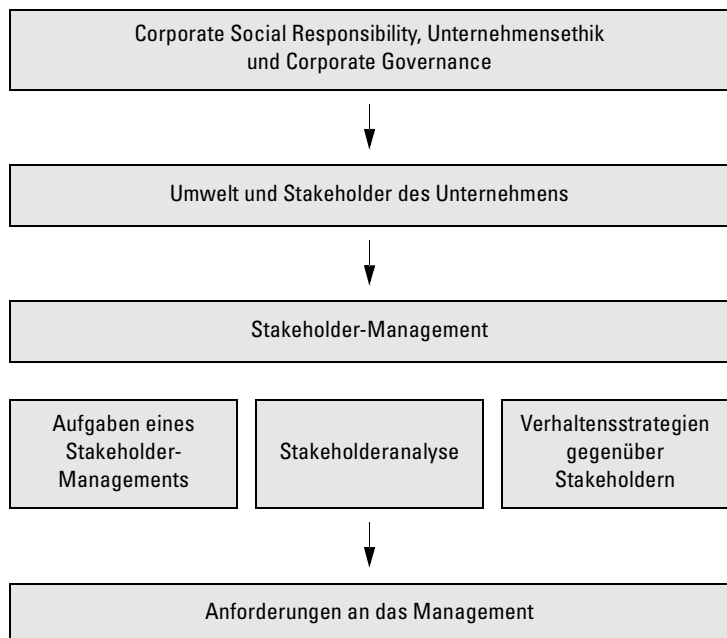 Corporate Social Responsibility, Unternehmensethik
und Corporate Governance
Umwelt und Stakeholder des Unternehmens
Stakeholder-Management
Aufgaben eines
Stakeholder-
Managements
Stakeholderanalyse
Verhaltensstrategien
gegenüber
Stakeholdern
Anforderungen an das Management